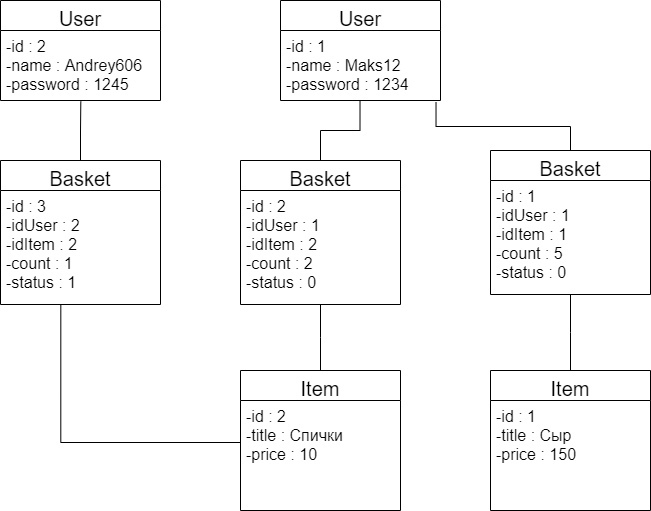 User
-id : 2
-name : Andrey606
-password : 1245
User
-id : 1
-name : Maks12
-password : 1234
Basket
-id : 3
-idUser : 2
-idItem : 2
-count : 1
-status : 1
Basket
-id : 2
-idUser : 1
-idItem : 2
-count : 2
-status : 0
Basket
-id : 1
-idUser : 1
-idItem : 1
-count : 5
-status : 0
Item
-id : 2
-title : Спички
-price : 10
Item
-id : 1
-title : Сыр
-price : 150